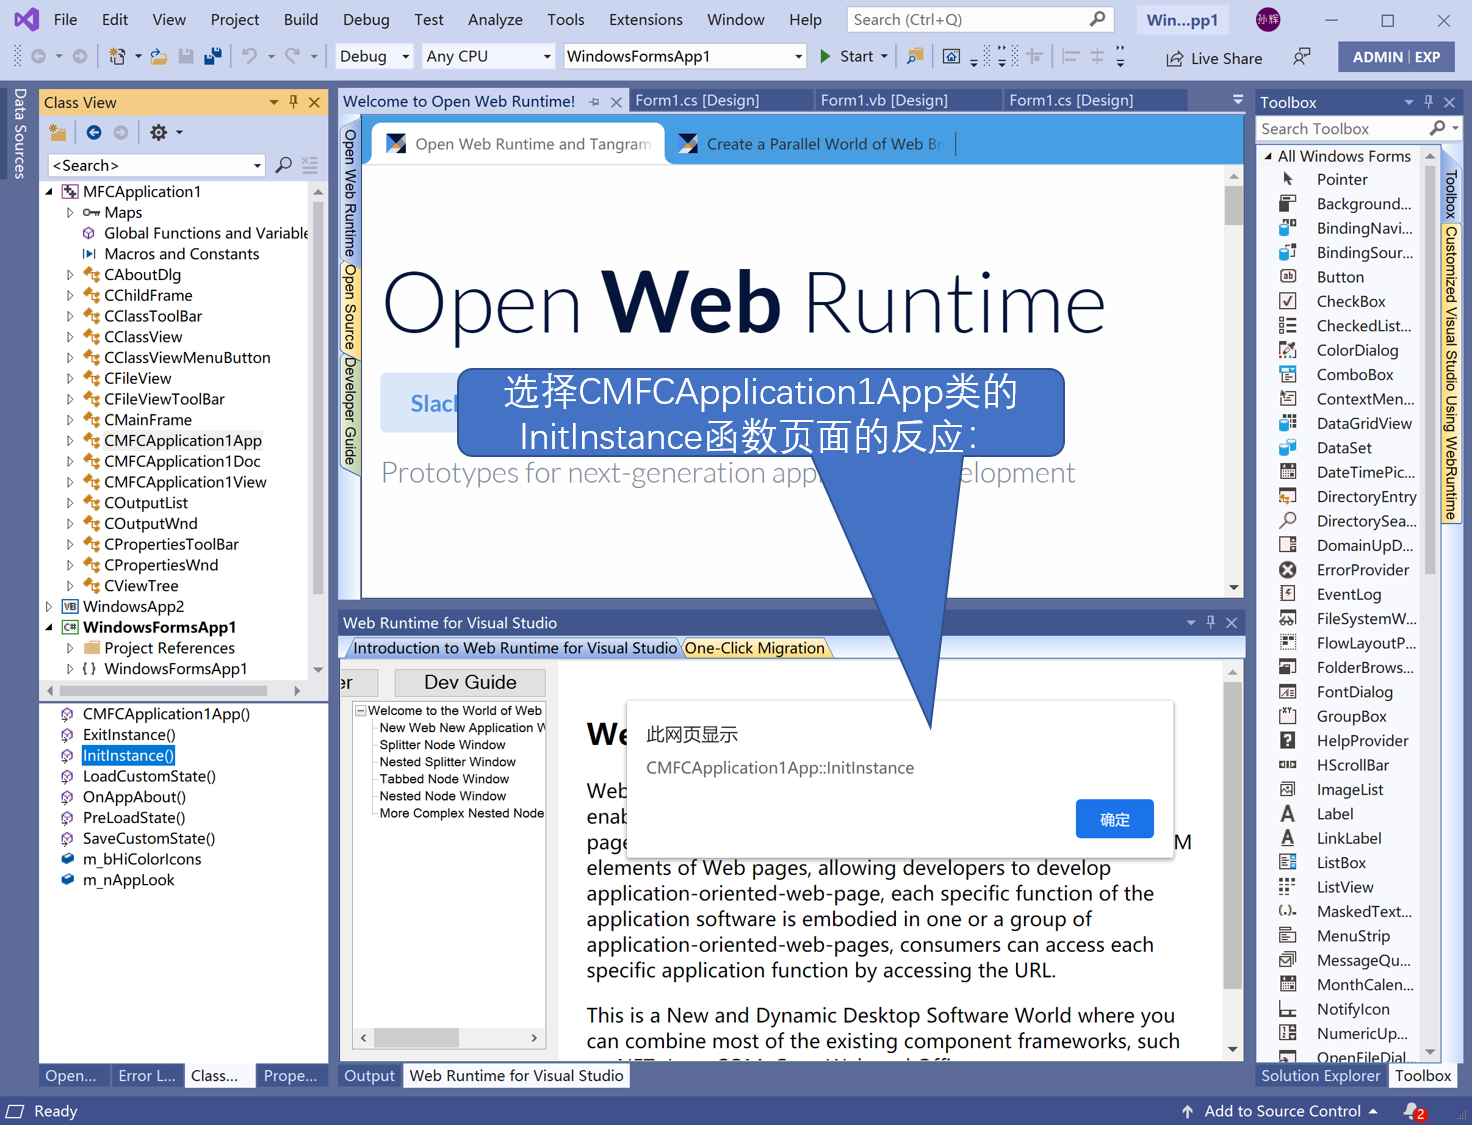 File Edit View Project Build Debug Test Analyze Tools Extensions Window Help Search (Ctrl+Q) Win...pp1 孙辉
Debug Any CPU WindowsFormsApp1 Start Live Share ADMIN EXP
Data Sources
Class View
<Search>
MFCApplication1
Maps
Global Functions and Variable
Macros and Constants
CAboutDlg
CChildFrame
CClassToolBar
CClassView
CClassViewMenuButton
CFileView
CFileViewToolBar
CMainFrame
CMFCApplication1App
CMFCApplication1Doc
CMFCApplication1View
COutputList
COutputWnd
CPropertiesToolBar
CPropertiesWnd
CViewTree
VB WindowsApp2
C# WindowsFormsApp1
Project References
{ } WindowsFormsApp1
CMFCApplication1App()
ExitInstance()
InitInstance()
LoadCustomState()
OnAppAbout()
PreLoadState()
SaveCustomState()
m_bHiColorIcons
m_nAppLook
Open... Error L... Class... Prope...
Welcome to Open Web Runtime! Form1.cs [Design] Form1.vb [Design] Form1.cs [Design]
Open Web Runtime
Open Source
Developer Guide
Open Web Runtime and Tangram
Create a Parallel World of Web Br
Open Web Runtime
Slack
选择CMFCApplication1App类的
InitInstance函数页面的反应：
Prototypes for next-generation app elopment
Web Runtime for Visual Studio
Introduction to Web Runtime for Visual Studio One-Click Migration
er Dev Guide
Welcome to the World of Web
New Web New Application W
Splitter Node Window
Nested Splitter Window
Tabbed Node Window
Nested Node Window
More Complex Nested Node
We
此网页显示
CMFCApplication1App::InitInstance
确定
Web
enab
page M
elements of Web pages, allowing developers to develop
application-oriented-web-page, each specific function of the
application software is embodied in one or a group of
application-oriented-web-pages, consumers can access each
specific application function by accessing the URL.
This is a New and Dynamic Desktop Software World where you
can combine most of the existing component frameworks, such
Output Web Runtime for Visual Studio
Toolbox
Search Toolbox
All Windows Forms
Pointer
Background...
BindingNavi...
BindingSour...
Button
CheckBox
CheckedList...
ColorDialog
ComboBox
ContextMen...
DataGridView
DataSet
DateTimePic...
DirectoryEntry
DirectorySea...
DomainUpD...
ErrorProvider
EventLog
FileSystemW...
FlowLayoutP...
FolderBrows...
FontDialog
GroupBox
HelpProvider
HScrollBar
ImageList
Label
LinkLabel
ListBox
ListView
MaskedText...
MenuStrip
MessageQu...
MonthCalen...
NotifyIcon
NumericUp...
OpenFileDial...
Toolbox
Customized Visual Studio Using WebRuntime
Solution Explorer Toolbox
Ready Add to Source Control 2